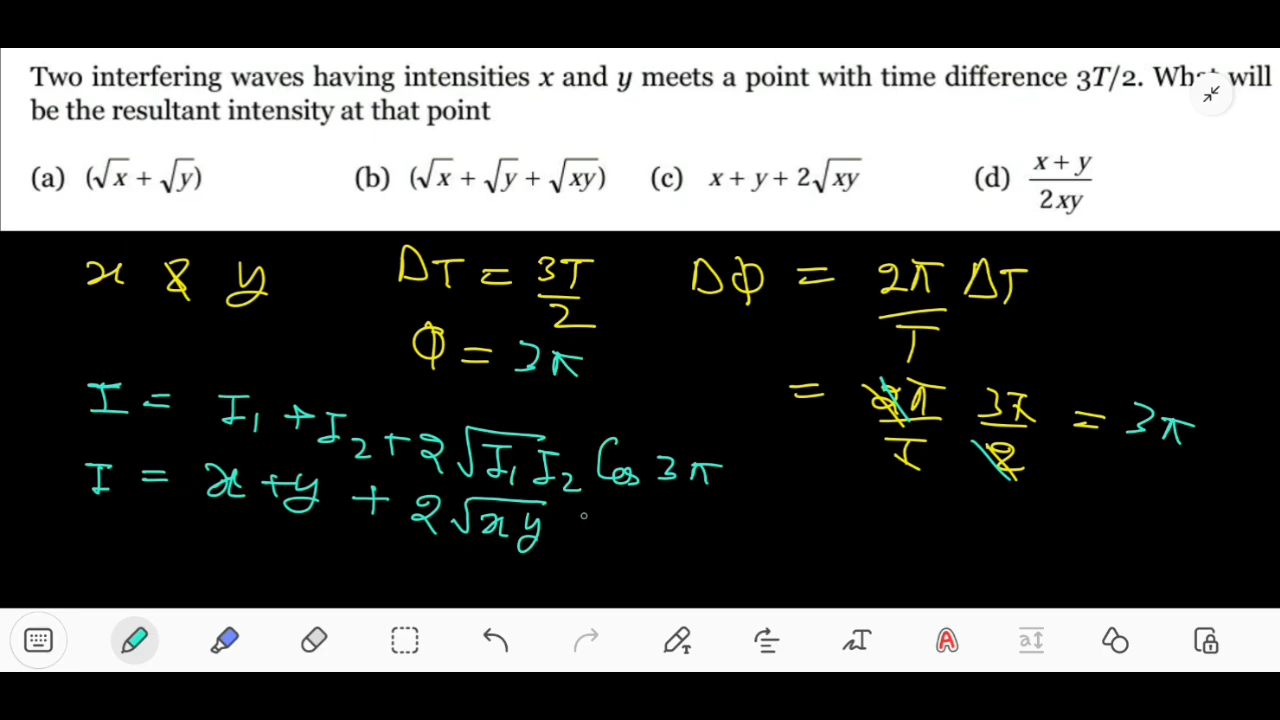 Two interfering waves having intensities x and y meets a point with time difference 3T/2. will
be the resultant intensity at that point
(a) (√x + √y) (b) (√x + √y + √xy) (c) x + y + 2√xy (d) x + y / 2xy
x & y ΔT = 3T/2 ΔΦ = 2π/T ΔT
Φ = 3π
= 2π/T 3T/2 = 3π
I = I₁ + I₂ + 2√I₁I₂ Cos 3π
I = x + y + 2√xy